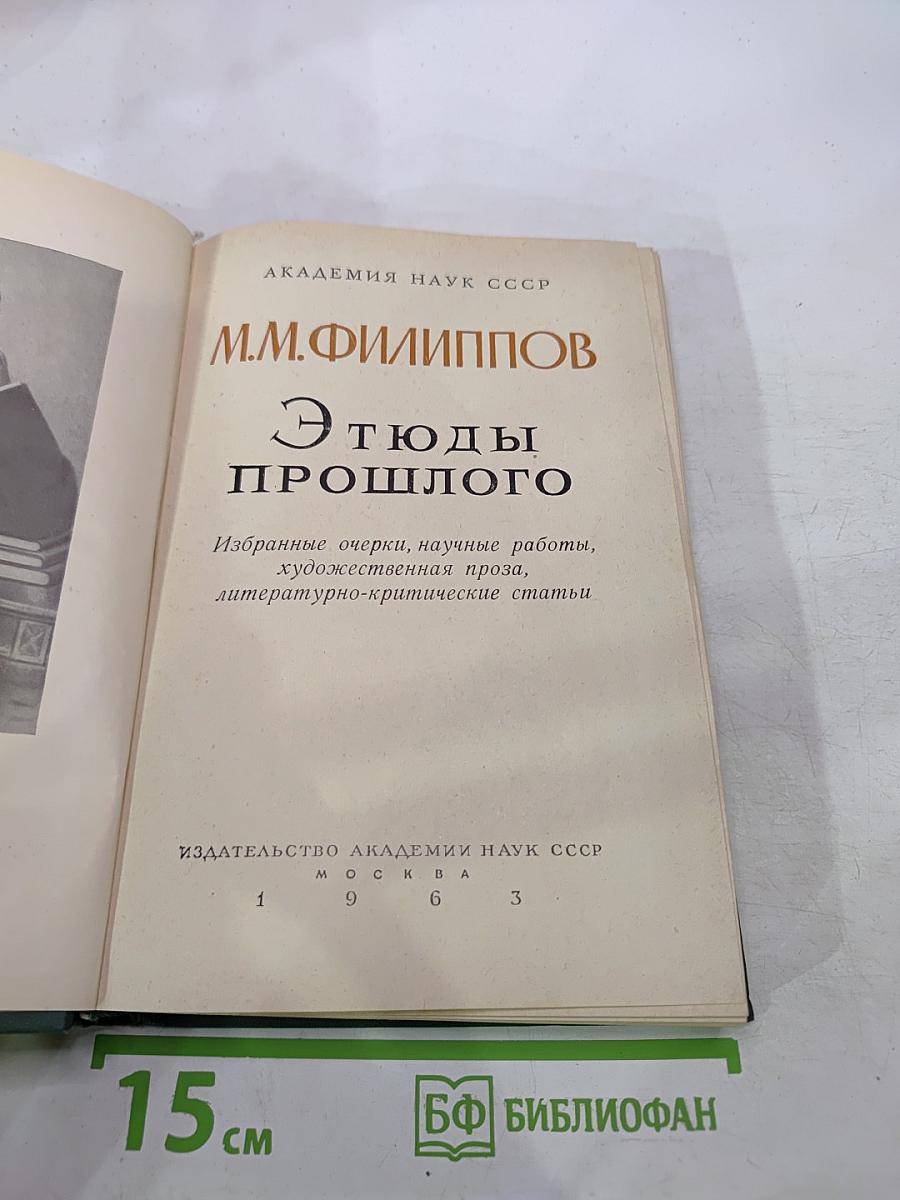 АКАДЕМИЯ НАУК СССР
М.М.ФИЛИППОВ
Этюды
ПРОШЛОГО
Избранные очерки, научные работы,
художественная проза,
литературно-критические статьи
ИЗДАТЕЛЬСТВО АКАДЕМИИ НАУК СССР
МОСКВА
1963
15 см
БФ БИБЛИОФАН